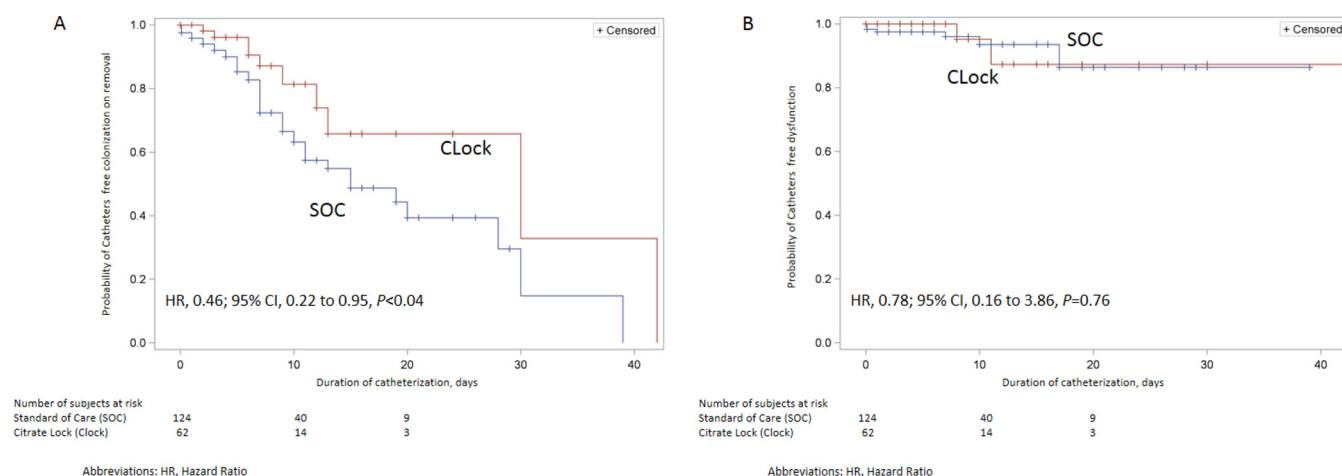 A
Probability of Catheters free colonization on removal
1.0
0.8
0.6
0.4
0.2
0.0
+ Censored
CLock
SOC
HR, 0.46; 95% CI, 0.22 to 0.95, P<0.04
0 10 20 30 40
Duration of catheterization, days
Number of subjects at risk
Standard of Care (SOC) 124 40 9
Citrate Lock (Clock) 62 14 3
Abbreviations: HR, Hazard Ratio
B
Probability of Catheters free dysfunction
1.0
0.8
0.6
0.4
0.2
0.0
+ Censored
SOC
CLock
HR, 0.78; 95% CI, 0.16 to 3.86, P=0.76
0 10 20 30 40
Duration of catheterization, days
Number of subjects at risk
Standard of Care (SOC) 124 40 9
Citrate Lock (Clock) 62 14 3
Abbreviations: HR, Hazard Ratio